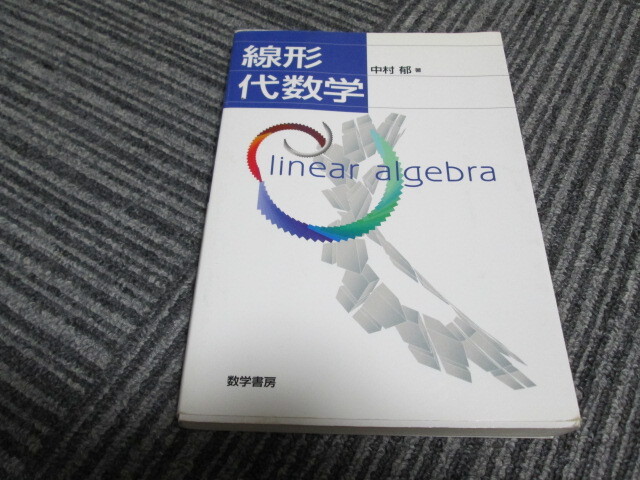 線形
代数学
中村 郁 著
linear algebra
数学書房